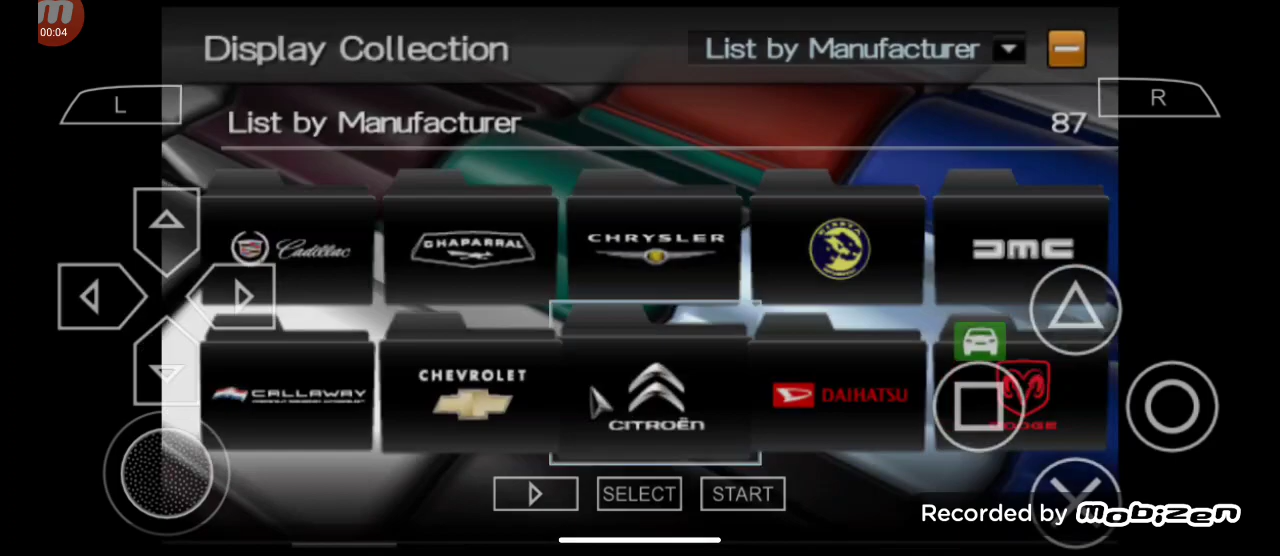 00:04
Display Collection
List by Manufacturer
L
R
List by Manufacturer
87
Cadillac
CHAPARRAL
CHRYSLER
DMC
CALLAWAY
CHEVROLET
CITROËN
DAIHATSU
DODGE
SELECT
START
Recorded by mobizen